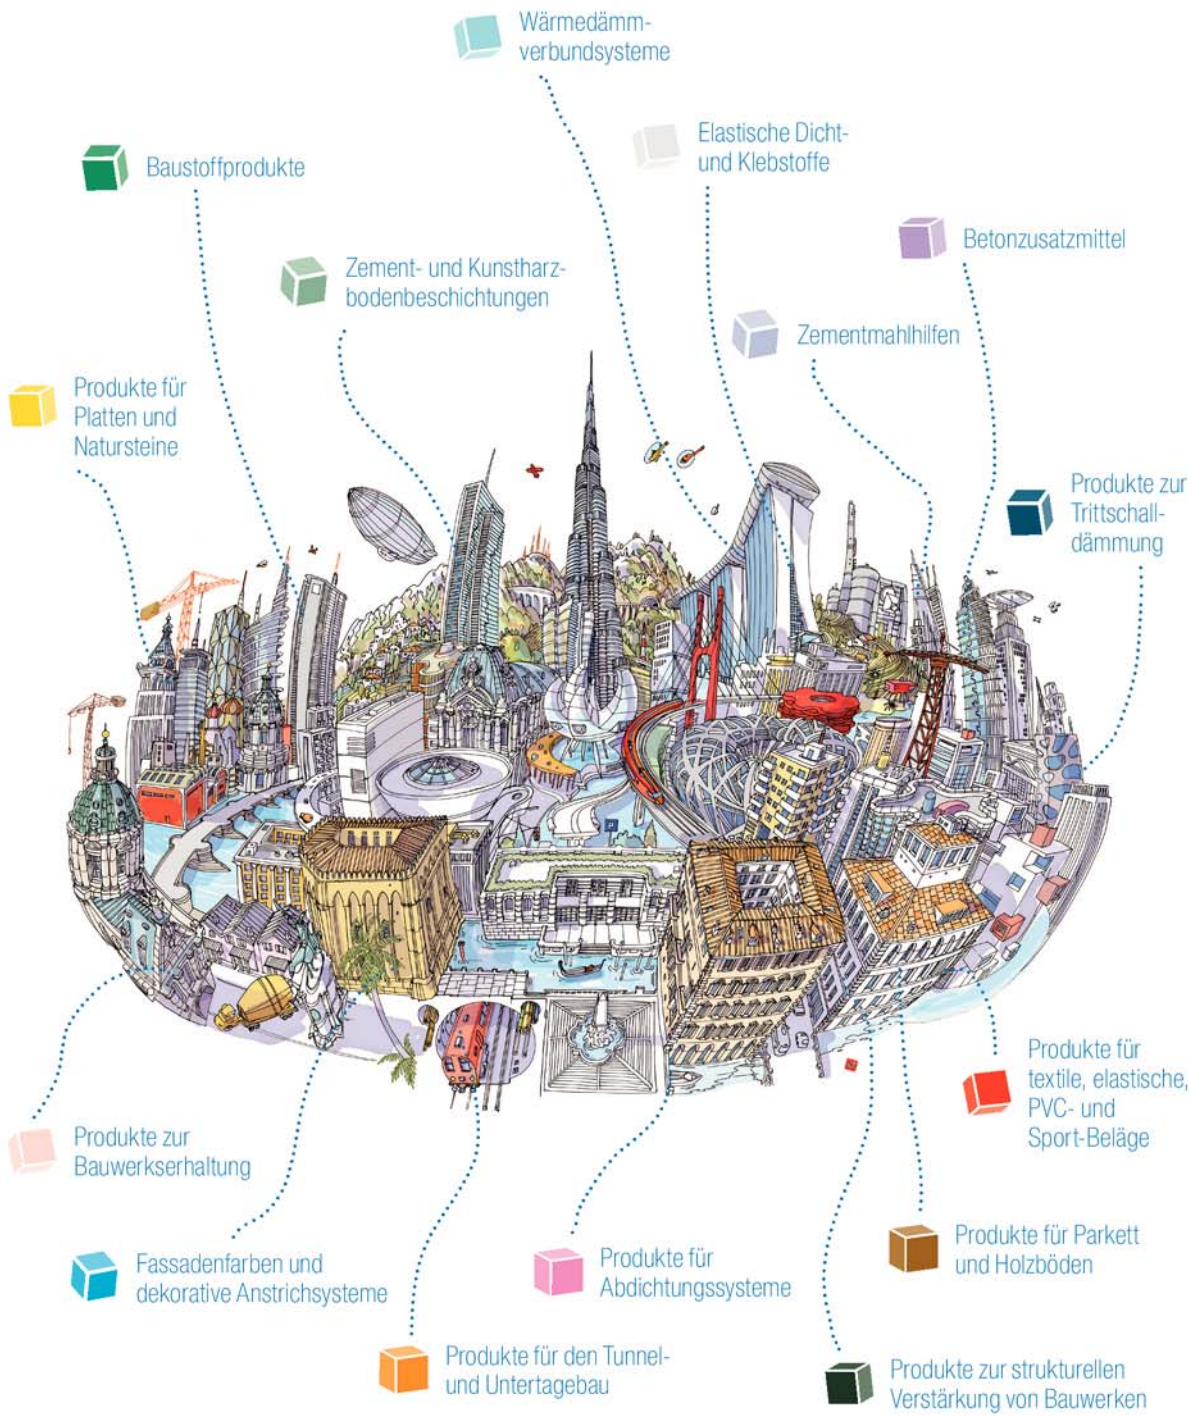 Wärmedämm-
verbundsysteme
Elastische Dicht-
und Klebstoffe
Baustoffprodukte
Betonzusatzmittel
Zement- und Kunstharz-
bodenbeschichtungen
Zementmahlhilfen
Produkte für
Platten und
Natursteine
Produkte zur
Trittschall-
dämmung
P
Produkte für
textile, elastische,
PVC- und
Sport-Beläge
Produkte zur
Bauwerkserhaltung
Produkte für Parkett
und Holzböden
Fassadenfarben und
dekorative Anstrichsysteme
Produkte für
Abdichtungssysteme
Produkte für den Tunnel-
und Untertagebau
Produkte zur strukturellen
Verstärkung von Bauwerken